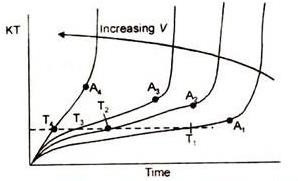 KT
Increasing V
A₄
A₃
A₂
A₁
T₄
T₃
T₂
T₁
Time